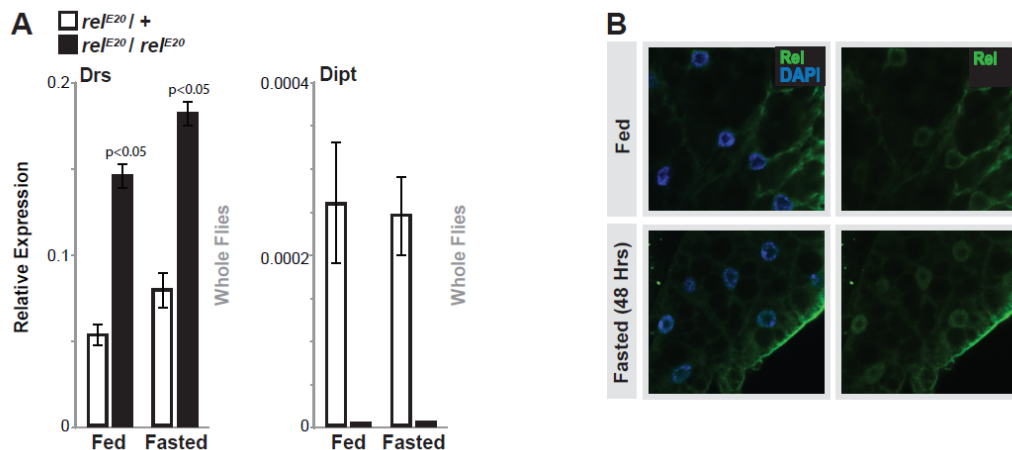 A
rel^E20 / +
rel^E20 / rel^E20
Drs
Relative Expression
0.2
0.1
0
p<0.05
p<0.05
Fed
Fasted
Whole Flies
Dipt
0.0004
0.0002
0
Fed
Fasted
Whole Flies
B
Fed
Rel
DAPI
Rel
Fasted (48 Hrs)